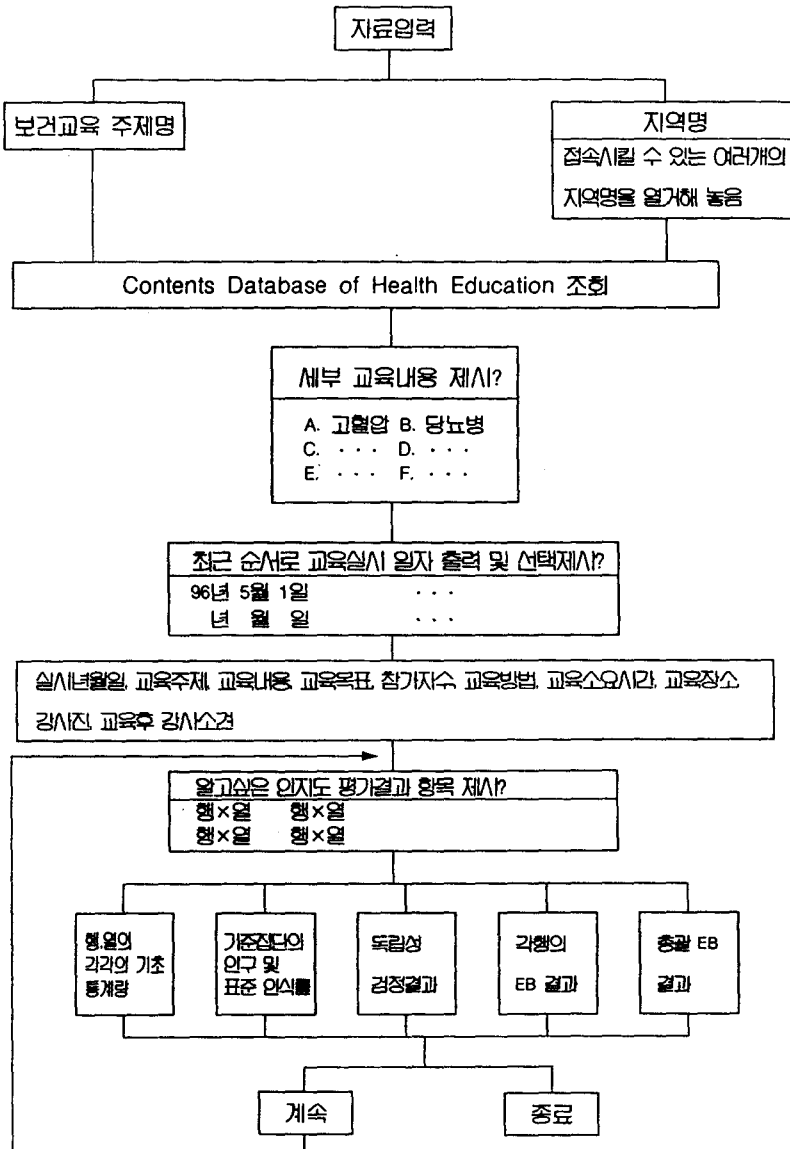 자료입력
보건교육 주제명
지역명
접속시킬 수 있는 여러개의
지역명을 열거해 놓음
Contents Database of Health Education 조회
세부 교육내용 제시?
A. 고혈압 B. 당뇨병
C. · · · D. · · ·
E. · · · F. · · ·
최근 순서로 교육실시 일자 출력 및 선택제시?
96년 5월 1일 · · ·
년 월 일 · · ·
실시년월일, 교육주제, 교육내용, 교육목표, 참가자수, 교육방법, 교육소요시간, 교육장소,
강사진, 교육후 강사소견
알고싶은 인지도 평가결과 항목 제시?
행×열 행×열
행×열 행×열
행,열의
각각의 기초
통계량
기준집단의
인구 및
표준 인식률
독립성
검정결과
각행의
EB 결과
총괄 EB
결과
계속
종료